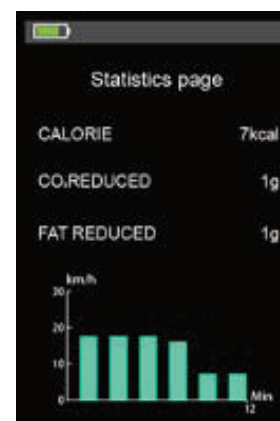 Statistics page
CALORIE 7kcal
CO₂REDUCED 1g
FAT REDUCED 1g
km/h
30
20
10
0
Min
12